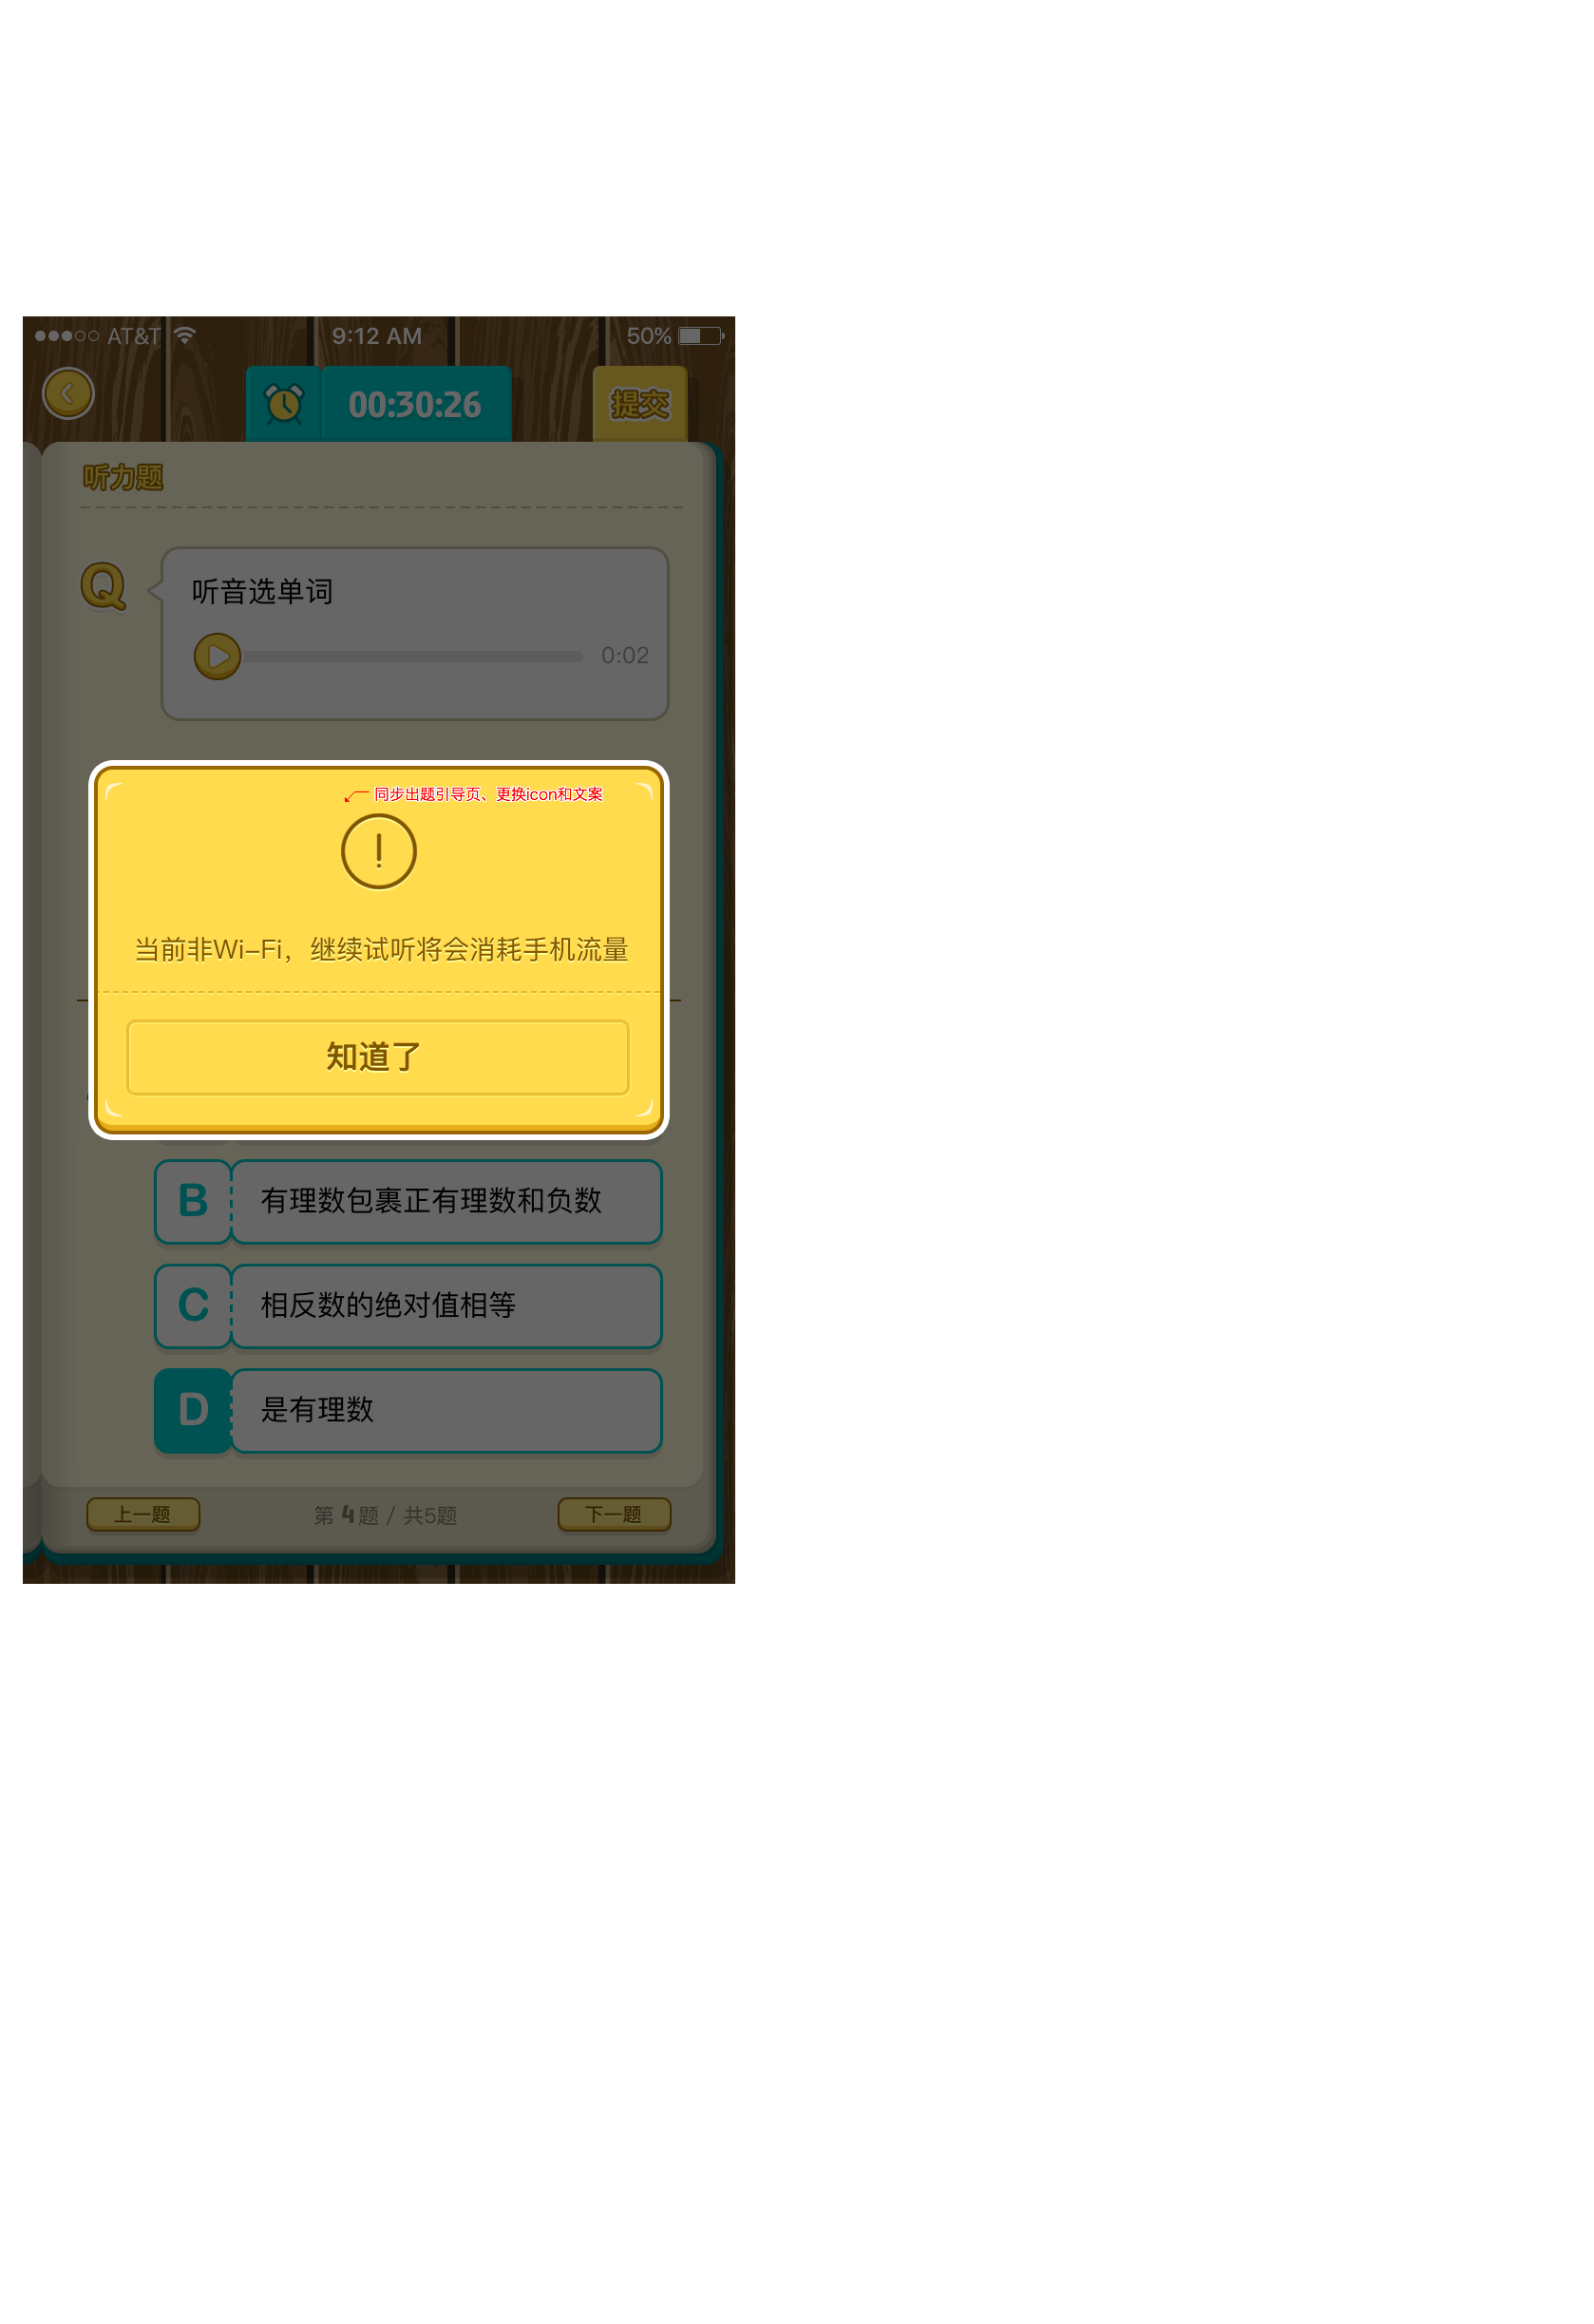 AT&T 9:12 AM 50%
00:30:26 提交
听力题
Q 听音选单词
0:02
同步出题引导页、更换icon和文案
当前非Wi-Fi，继续试听将会消耗手机流量
知道了
B 有理数包裹正有理数和负数
C 相反数的绝对值相等
D 是有理数
上一题 第 4 题 / 共5题 下一题